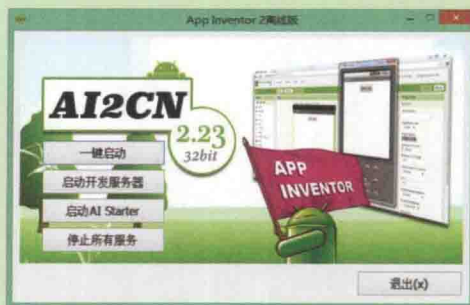 App Inventor 2离线版
AI2CN
2.23
32bit
一键启动
启动开发服务器
启动AI Starter
停止所有服务
APP
INVENTOR
退出(x)